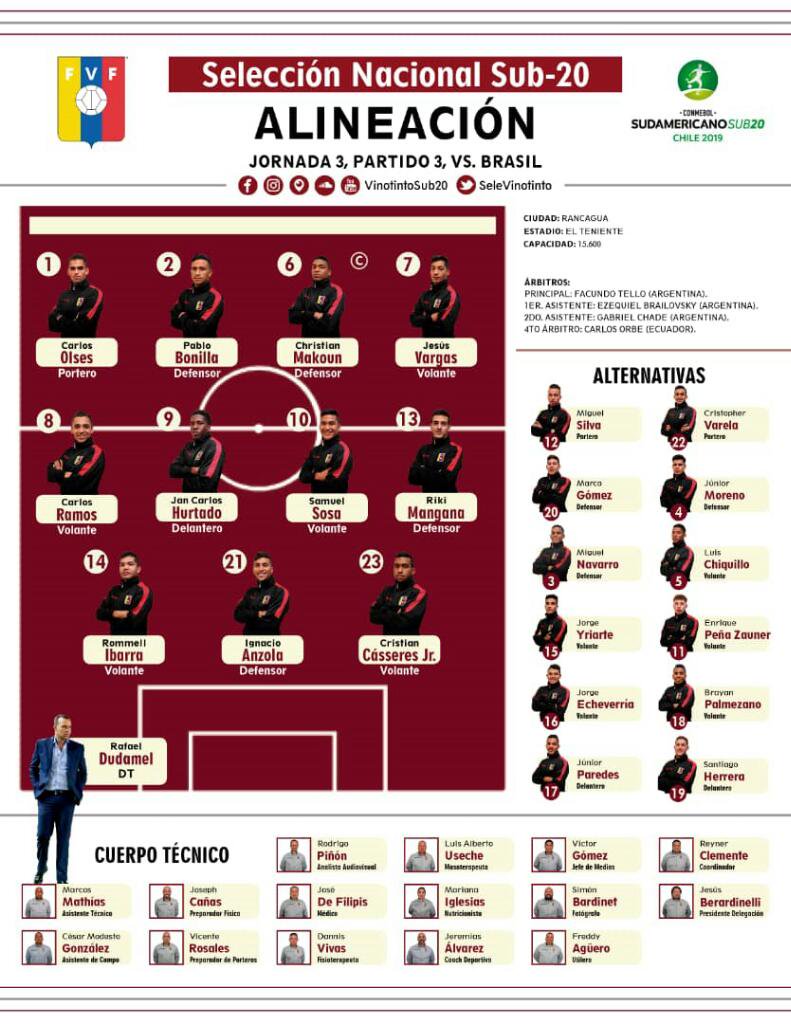 FVF
Selección Nacional Sub-20
ALINEACIÓN
JORNADA 3, PARTIDO 3, VS. BRASIL
VinotintoSub20 SeleVinotinto
CONMEBOL
SUDAMERICANO SUB20
CHILE 2019
CIUDAD: RANCAGUA
ESTADIO: EL TENIENTE
CAPACIDAD: 15.600
ÁRBITROS:
PRINCIPAL: FACUNDO TELLO (ARGENTINA).
1ER. ASISTENTE: EZEQUIEL BRAILOVSKY (ARGENTINA).
2DO. ASISTENTE: GABRIEL CHADE (ARGENTINA).
4TO ÁRBITRO: CARLOS ORBE (ECUADOR).
1
Carlos
Olses
Portero
2
Pablo
Bonilla
Defensor
6
©
Christian
Makoun
Defensor
7
Jesús
Vargas
Volante
8
Carlos
Ramos
Volante
9
Jan Carlos
Hurtado
Delantero
10
Samuel
Sosa
Volante
13
Riki
Mangana
Defensor
14
Rommell
Ibarra
Volante
21
Ignacio
Anzola
Defensor
23
Cristian
Cásseres Jr.
Volante
Rafael
Dudamel
DT
ALTERNATIVAS
12
Miguel
Silva
Portero
22
Cristopher
Varela
Portero
20
Marco
Gómez
Defensor
4
Júnior
Moreno
Defensor
3
Miguel
Navarro
Defensor
5
Luis
Chiquillo
Volante
15
Jorge
Yriarte
Volante
11
Enrique
Peña Zauner
Volante
16
Jorge
Echeverría
Volante
18
Brayan
Palmezano
Volante
17
Júnior
Paredes
Delantero
19
Santiago
Herrera
Delantero
CUERPO TÉCNICO
Rodrigo
Piñón
Analista Audiovisual
Luis Alberto
Useche
Masoterapeuta
Víctor
Gómez
Jefe de Medios
Reyner
Clemente
Coordinador
Marcos
Mathías
Asistente Técnico
Joseph
Cañas
Preparador Físico
José
De Filipis
Médico
Mariana
Iglesias
Nutricionista
Simón
Bardinet
Fotógrafo
Jesús
Berardinelli
Presidente Delegación
César Modesto
González
Asistente de Campo
Vicente
Rosales
Preparador de Porteros
Dannis
Vivas
Fisioterapeuta
Jeremías
Álvarez
Coach Deportivo
Freddy
Agüero
Utilero